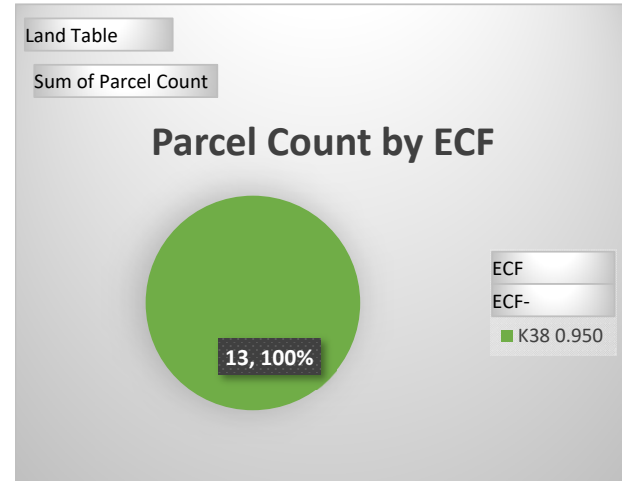 Land Table
Sum of Parcel Count
Parcel Count by ECF
ECF
ECF-
K38 0.950
13, 100%